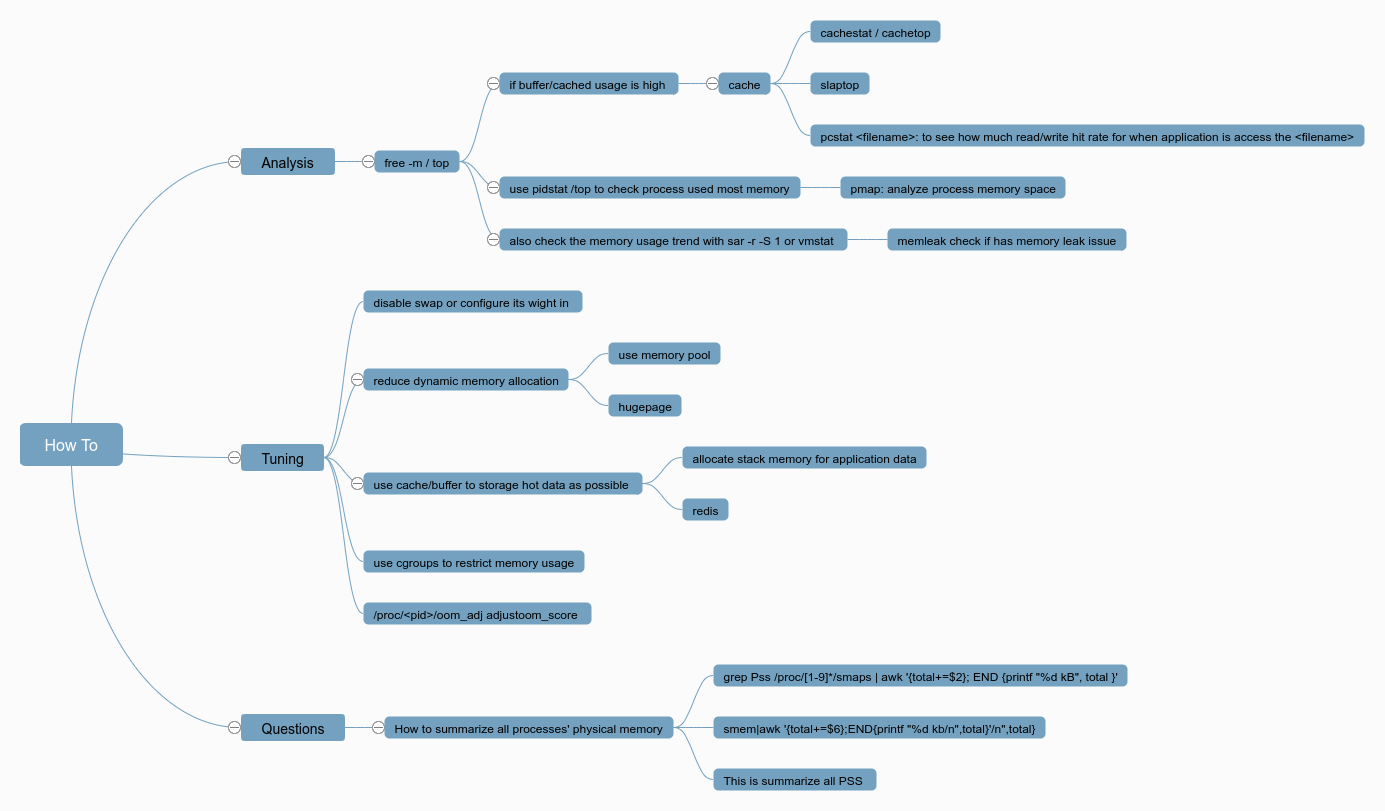 How To
Analysis
free -m / top
if buffer/cached usage is high
cache
cachestat / cachetop
slaptop
pcstat <filename>: to see how much read/write hit rate for when application is access the <filename>
use pidstat /top to check process used most memory
pmap: analyze process memory space
also check the memory usage trend with sar -r -S 1 or vmstat
memleak check if has memory leak issue
Tuning
disable swap or configure its wight in
reduce dynamic memory allocation
use memory pool
hugepage
use cache/buffer to storage hot data as possible
allocate stack memory for application data
redis
use cgroups to restrict memory usage
/proc/<pid>/oom_adj adjustoom_score
Questions
How to summarize all processes' physical memory
grep Pss /proc/[1-9]*/smaps | awk '{total+=$2}; END {printf "%d kB", total }'
smem|awk '{total+=$6};END{printf "%d kb/n",total}'/n",total}
This is summarize all PSS